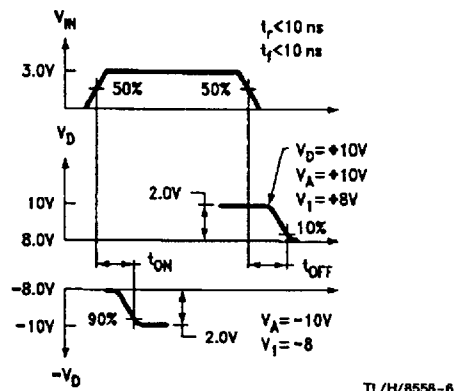 V_IN
t_r<10 ns
t_f<10 ns
3.0V
50%
50%
V_D
V_D=+10V
V_A=+10V
V_1=+8V
2.0V
10V
10%
8.0V
t_ON
t_OFF
-8.0V
90%
-10V
2.0V
V_A=-10V
V_1=-8
-V_D
TL/H/8558-6